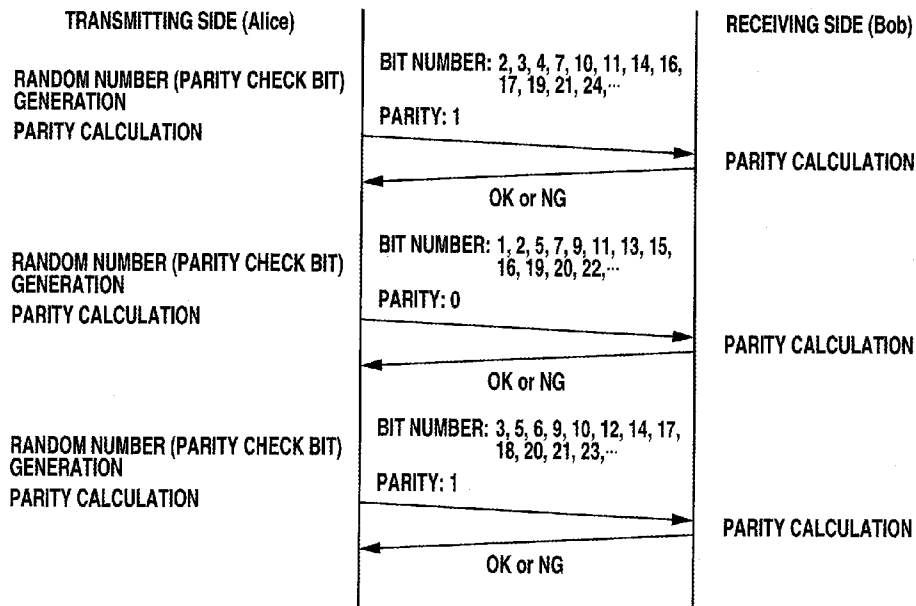 TRANSMITTING SIDE (Alice)
RECEIVING SIDE (Bob)
RANDOM NUMBER (PARITY CHECK BIT)
GENERATION
PARITY CALCULATION
BIT NUMBER: 2, 3, 4, 7, 10, 11, 14, 16,
17, 19, 21, 24,···
PARITY: 1
PARITY CALCULATION
OK or NG
RANDOM NUMBER (PARITY CHECK BIT)
GENERATION
PARITY CALCULATION
BIT NUMBER: 1, 2, 5, 7, 9, 11, 13, 15,
16, 19, 20, 22,···
PARITY: 0
PARITY CALCULATION
OK or NG
RANDOM NUMBER (PARITY CHECK BIT)
GENERATION
PARITY CALCULATION
BIT NUMBER: 3, 5, 6, 9, 10, 12, 14, 17,
18, 20, 21, 23,···
PARITY: 1
PARITY CALCULATION
OK or NG